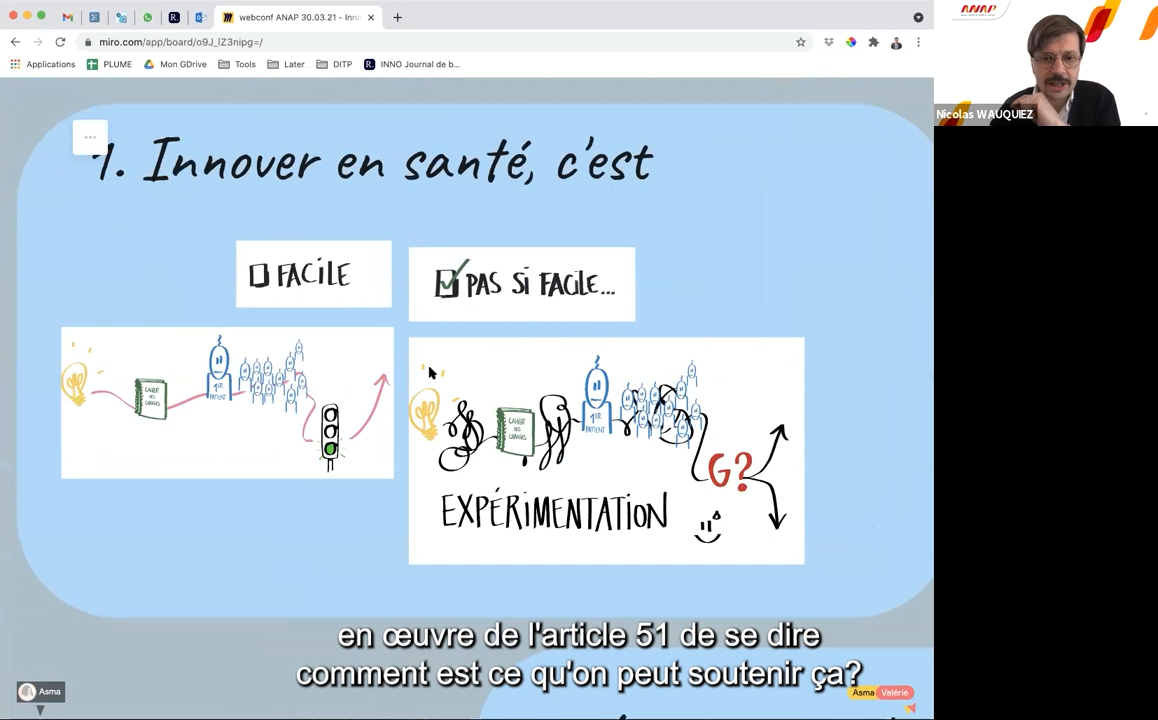 webconf ANAP 30.03.21 - Inno
miro.com/app/board/o9J_lZ3nipg=/
Applications PLUME Mon GDrive Tools Later DITP INNO Journal de b...
ANAP
Nicolas WAUQUIEZ
1. Innover en santé, c'est
FACILE
PAS SI FACILE...
CAHIER
DES
CHARGES
1ER
PATIENT
CAHIER
DES
CHARGES
1ER
PATIENT
G?
EXPÉRIMENTATION
en œuvre de l'article 51 de se dire
comment est ce qu'on peut soutenir ça?
Asma
Asma Valérie